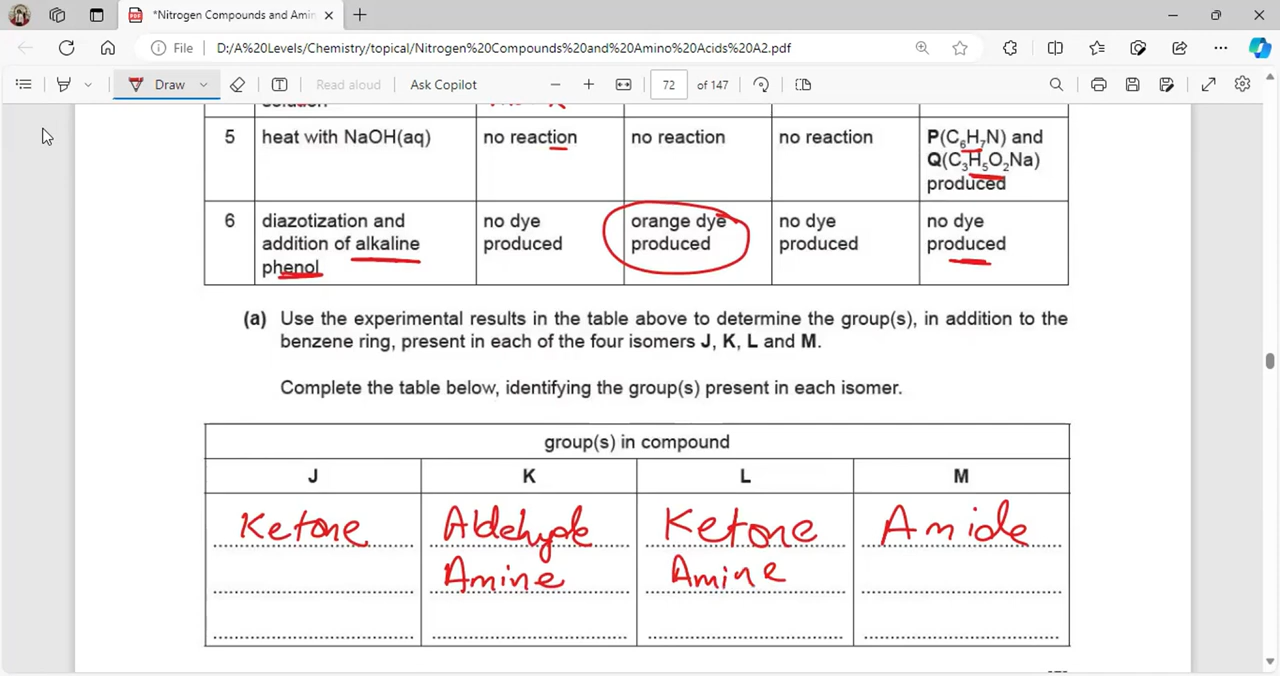 *Nitrogen Compounds and Amin
File D:/A%20Levels/Chemistry/topical/Nitrogen%20Compounds%20and%20Amino%20Acids%20A2.pdf
Draw Read aloud Ask Copilot 72 of 147
solution
5 heat with NaOH(aq) no reaction no reaction no reaction P(C6H7N) and
Q(C3H5O2Na)
produced
6 diazotization and no dye orange dye no dye no dye
addition of alkaline produced produced produced produced
phenol
(a) Use the experimental results in the table above to determine the group(s), in addition to the
benzene ring, present in each of the four isomers J, K, L and M.
Complete the table below, identifying the group(s) present in each isomer.
group(s) in compound
J K L M
Ketone Aldehyde Ketone Amide
Amine Amine